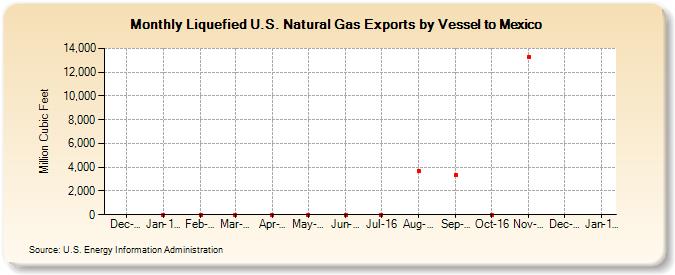 Monthly Liquefied U.S. Natural Gas Exports by Vessel to Mexico
Million Cubic Feet
14,000
12,000
10,000
8,000
6,000
4,000
2,000
0
Dec-... Jan-1... Feb-... Mar-... Apr-... May-... Jun-... Jul-16 Aug-... Sep-... Oct-16 Nov-... Dec-... Jan-1...
Source: U.S. Energy Information Administration